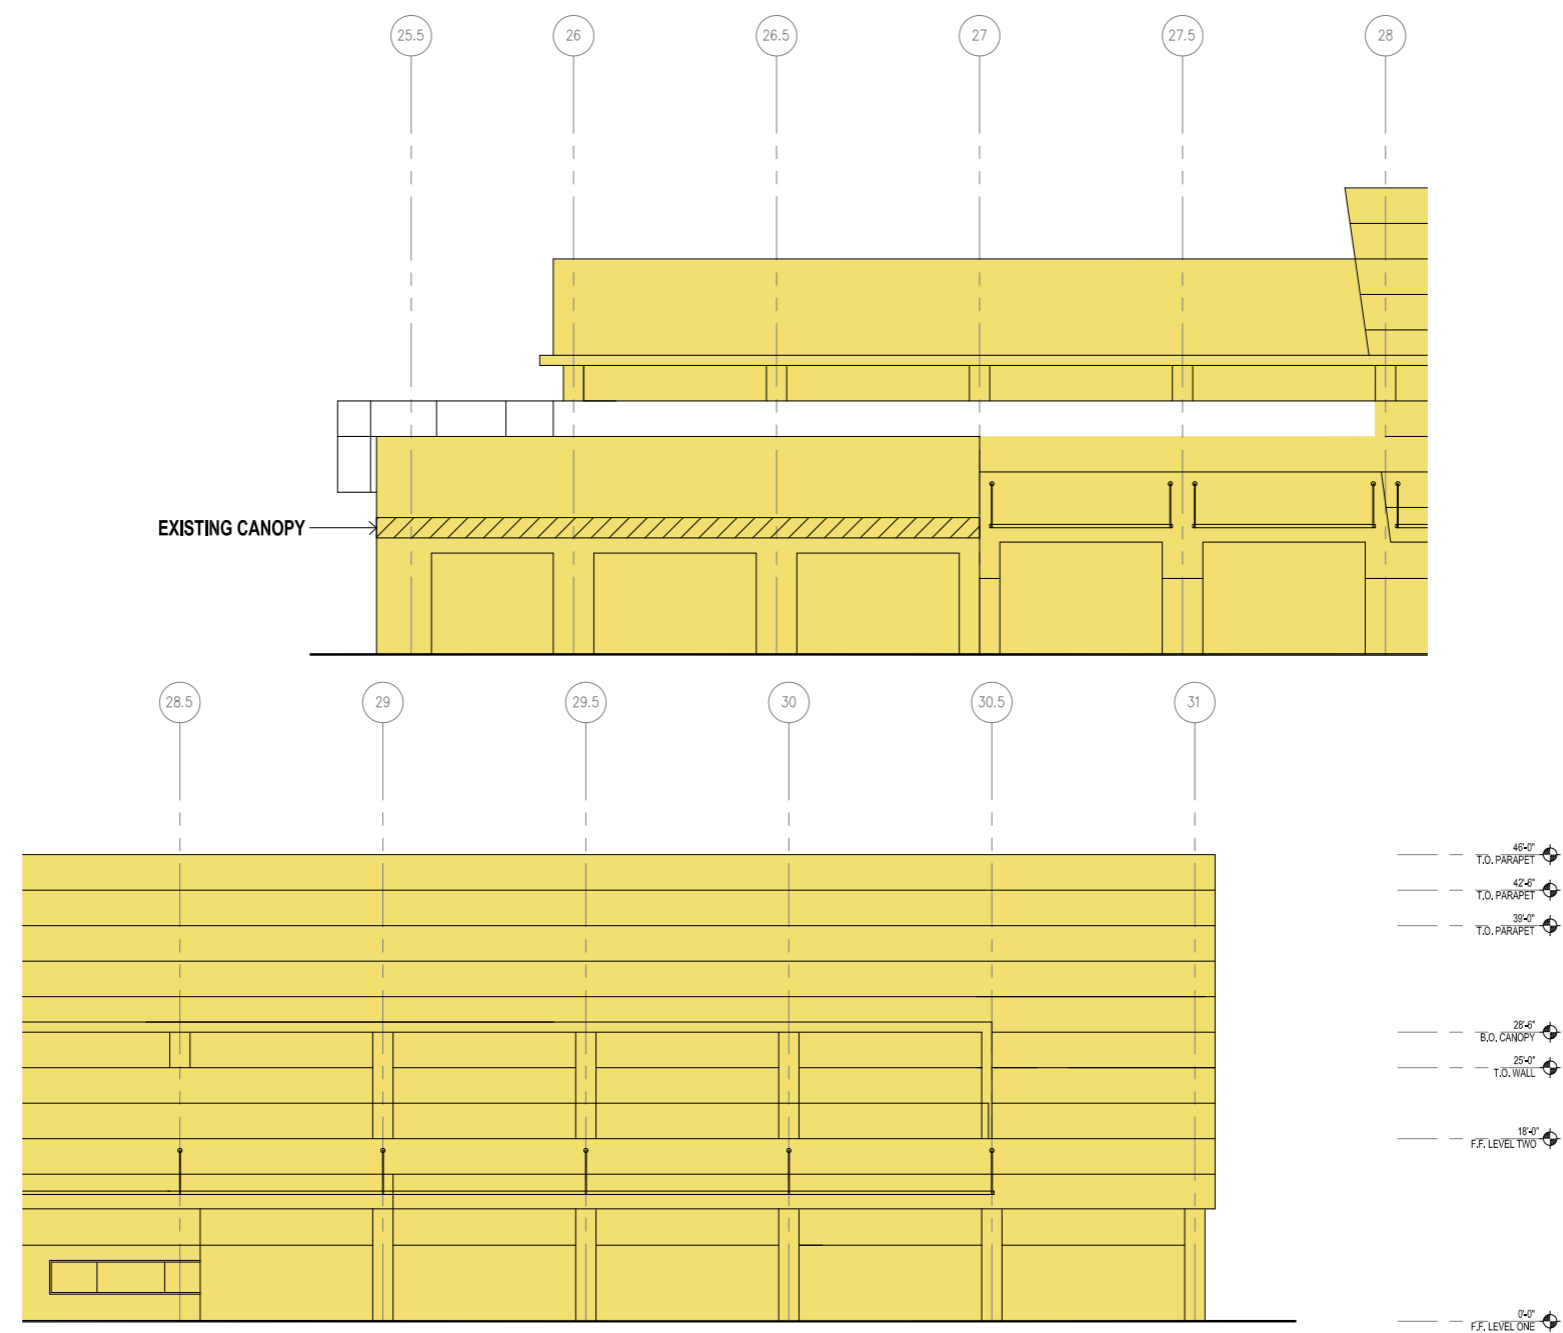 25.5 26 26.5 27 27.5 28
EXISTING CANOPY
28.5 29 29.5 30 30.5 31
46'-0"
T.O. PARAPET
42'-6"
T.O. PARAPET
39'-0"
T.O. PARAPET
28'-6"
B.O. CANOPY
25'-0"
T.O. WALL
18'-0"
F.F. LEVEL TWO
0'-0"
F.F. LEVEL ONE